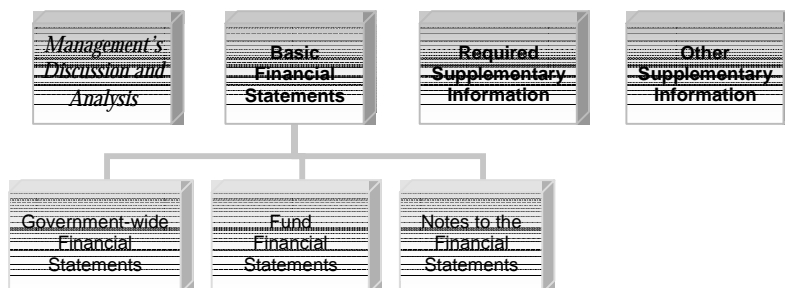 Management's
Discussion and
Analysis
Basic
Financial
Statements
Required
Supplementary
Information
Other
Supplementary
Information
Government-wide
Financial
Statements
Fund
Financial
Statements
Notes to the
Financial
Statements